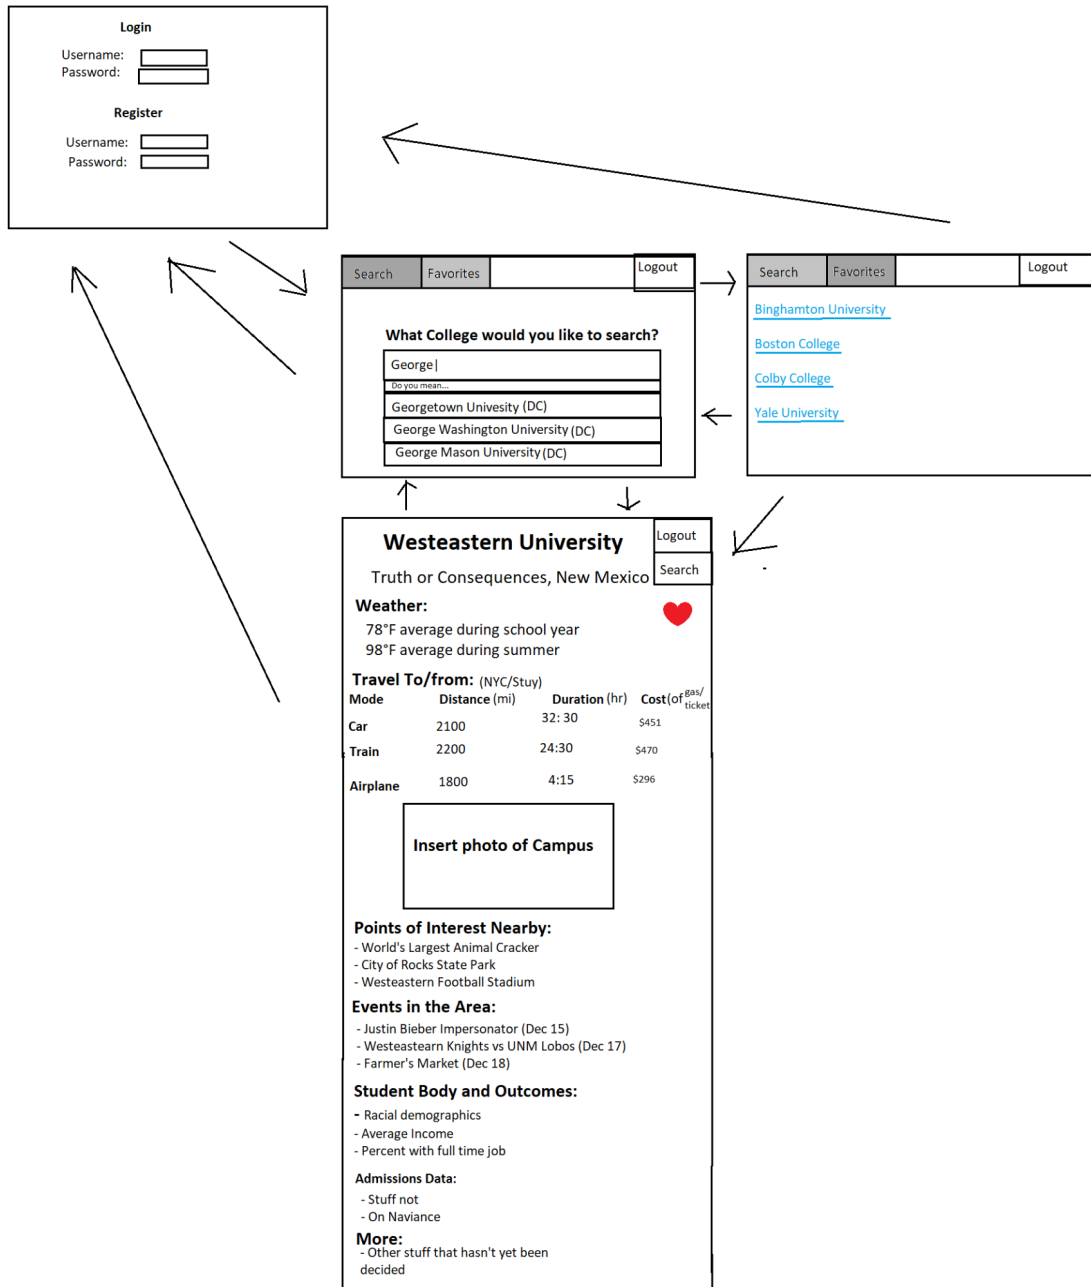 Login
Username:
Password:
Register
Username:
Password:
Search Favorites Logout
What College would you like to search?
George|
Do you mean...
Georgetown Univesity (DC)
George Washington University (DC)
George Mason University (DC)
Search Favorites Logout
Binghamton University
Boston College
Colby College
Yale University
Westeastern University
Logout
Search
Truth or Consequences, New Mexico
Weather:
78°F average during school year
98°F average during summer
Travel To/from: (NYC/Stuy)
Mode Distance (mi) Duration (hr) Cost(of gas/ ticket
Car 2100 32:30 $451
Train 2200 24:30 $470
Airplane 1800 4:15 $296
Insert photo of Campus
Points of Interest Nearby:
- World's Largest Animal Cracker
- City of Rocks State Park
- Westeastern Football Stadium
Events in the Area:
- Justin Bieber Impersonator (Dec 15)
- Westeastearn Knights vs UNM Lobos (Dec 17)
- Farmer's Market (Dec 18)
Student Body and Outcomes:
- Racial demographics
- Average Income
- Percent with full time job
Admissions Data:
- Stuff not
- On Naviance
More:
- Other stuff that hasn't yet been
decided